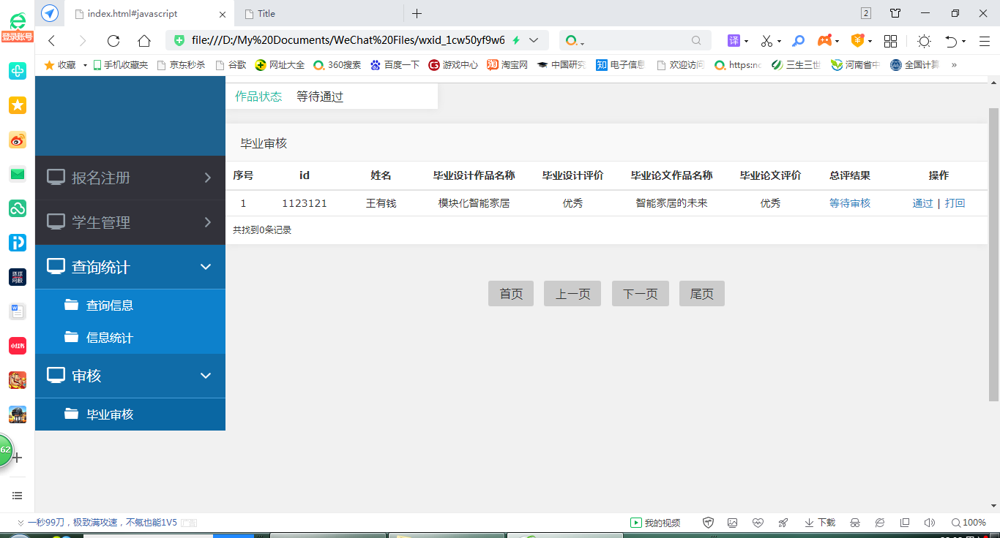 index.html#javascript
Title
2
登录账号
file:///D:/My%20Documents/WeChat%20Files/wxid_1cw50yf9w6
译
收藏 手机收藏夹 京东秒杀 谷歌 网址大全 360搜索 百度一下 游戏中心 淘宝网 中国研究 电子信息 欢迎访问 https:nc 三生三世 河南省中 全国计算 »
作品状态 等待通过
毕业审核
序号 id 姓名 毕业设计作品名称 毕业设计评价 毕业论文作品名称 毕业论文评价 总评结果 操作
1 1123121 王有钱 模块化智能家居 优秀 智能家居的未来 优秀 等待审核 通过 | 打回
共找到0条记录
首页 上一页 下一页 尾页
报名注册
学生管理
查询统计
查询信息
信息统计
审核
毕业审核
小红书
62
一秒99刀，极致满攻速，不氪也能1V5 广告
我的视频
下载
100%